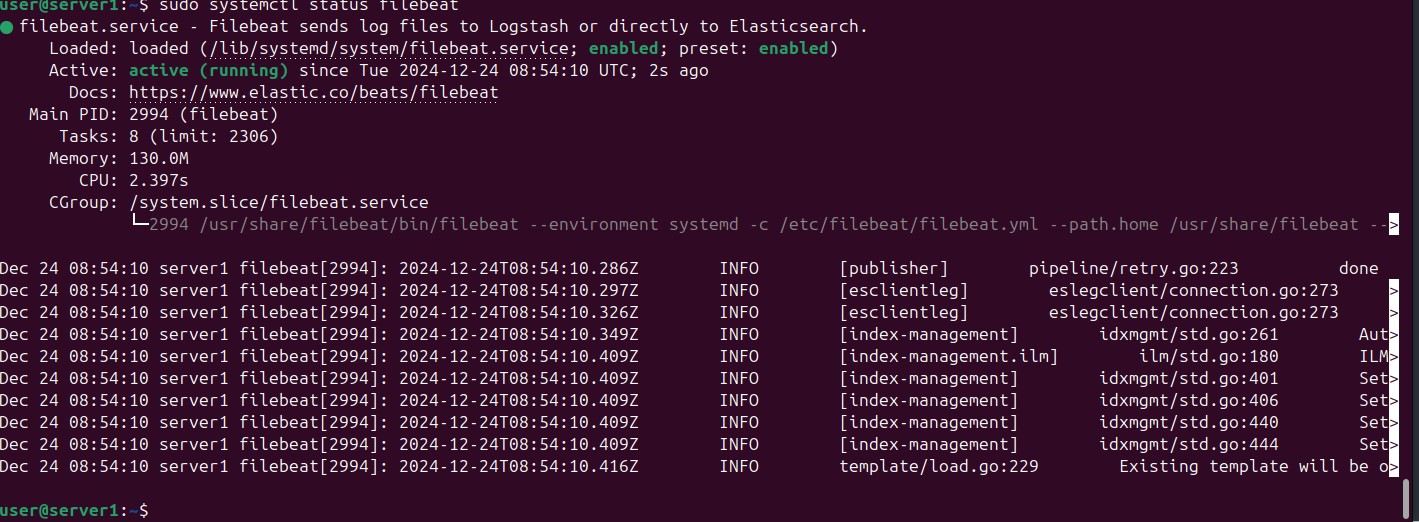 user@server1:~$ sudo systemctl status filebeat
● filebeat.service - Filebeat sends log files to Logstash or directly to Elasticsearch.
     Loaded: loaded (/lib/systemd/system/filebeat.service; enabled; preset: enabled)
     Active: active (running) since Tue 2024-12-24 08:54:10 UTC; 2s ago
       Docs: https://www.elastic.co/beats/filebeat
   Main PID: 2994 (filebeat)
      Tasks: 8 (limit: 2306)
     Memory: 130.0M
        CPU: 2.397s
     CGroup: /system.slice/filebeat.service
             └─2994 /usr/share/filebeat/bin/filebeat --environment systemd -c /etc/filebeat/filebeat.yml --path.home /usr/share/filebeat -->
Dec 24 08:54:10 server1 filebeat[2994]: 2024-12-24T08:54:10.286Z        INFO        [publisher]        pipeline/retry.go:223          done
Dec 24 08:54:10 server1 filebeat[2994]: 2024-12-24T08:54:10.297Z        INFO        [esclientleg]        eslegclient/connection.go:273     >
Dec 24 08:54:10 server1 filebeat[2994]: 2024-12-24T08:54:10.326Z        INFO        [esclientleg]        eslegclient/connection.go:273     >
Dec 24 08:54:10 server1 filebeat[2994]: 2024-12-24T08:54:10.349Z        INFO        [index-management]        idxmgmt/std.go:261        Aut>
Dec 24 08:54:10 server1 filebeat[2994]: 2024-12-24T08:54:10.409Z        INFO        [index-management.ilm]        ilm/std.go:180        ILM>
Dec 24 08:54:10 server1 filebeat[2994]: 2024-12-24T08:54:10.409Z        INFO        [index-management]        idxmgmt/std.go:401        Set>
Dec 24 08:54:10 server1 filebeat[2994]: 2024-12-24T08:54:10.409Z        INFO        [index-management]        idxmgmt/std.go:406        Set>
Dec 24 08:54:10 server1 filebeat[2994]: 2024-12-24T08:54:10.409Z        INFO        [index-management]        idxmgmt/std.go:440        Set>
Dec 24 08:54:10 server1 filebeat[2994]: 2024-12-24T08:54:10.409Z        INFO        [index-management]        idxmgmt/std.go:444        Set>
Dec 24 08:54:10 server1 filebeat[2994]: 2024-12-24T08:54:10.416Z        INFO        template/load.go:229        Existing template will be o>
user@server1:~$